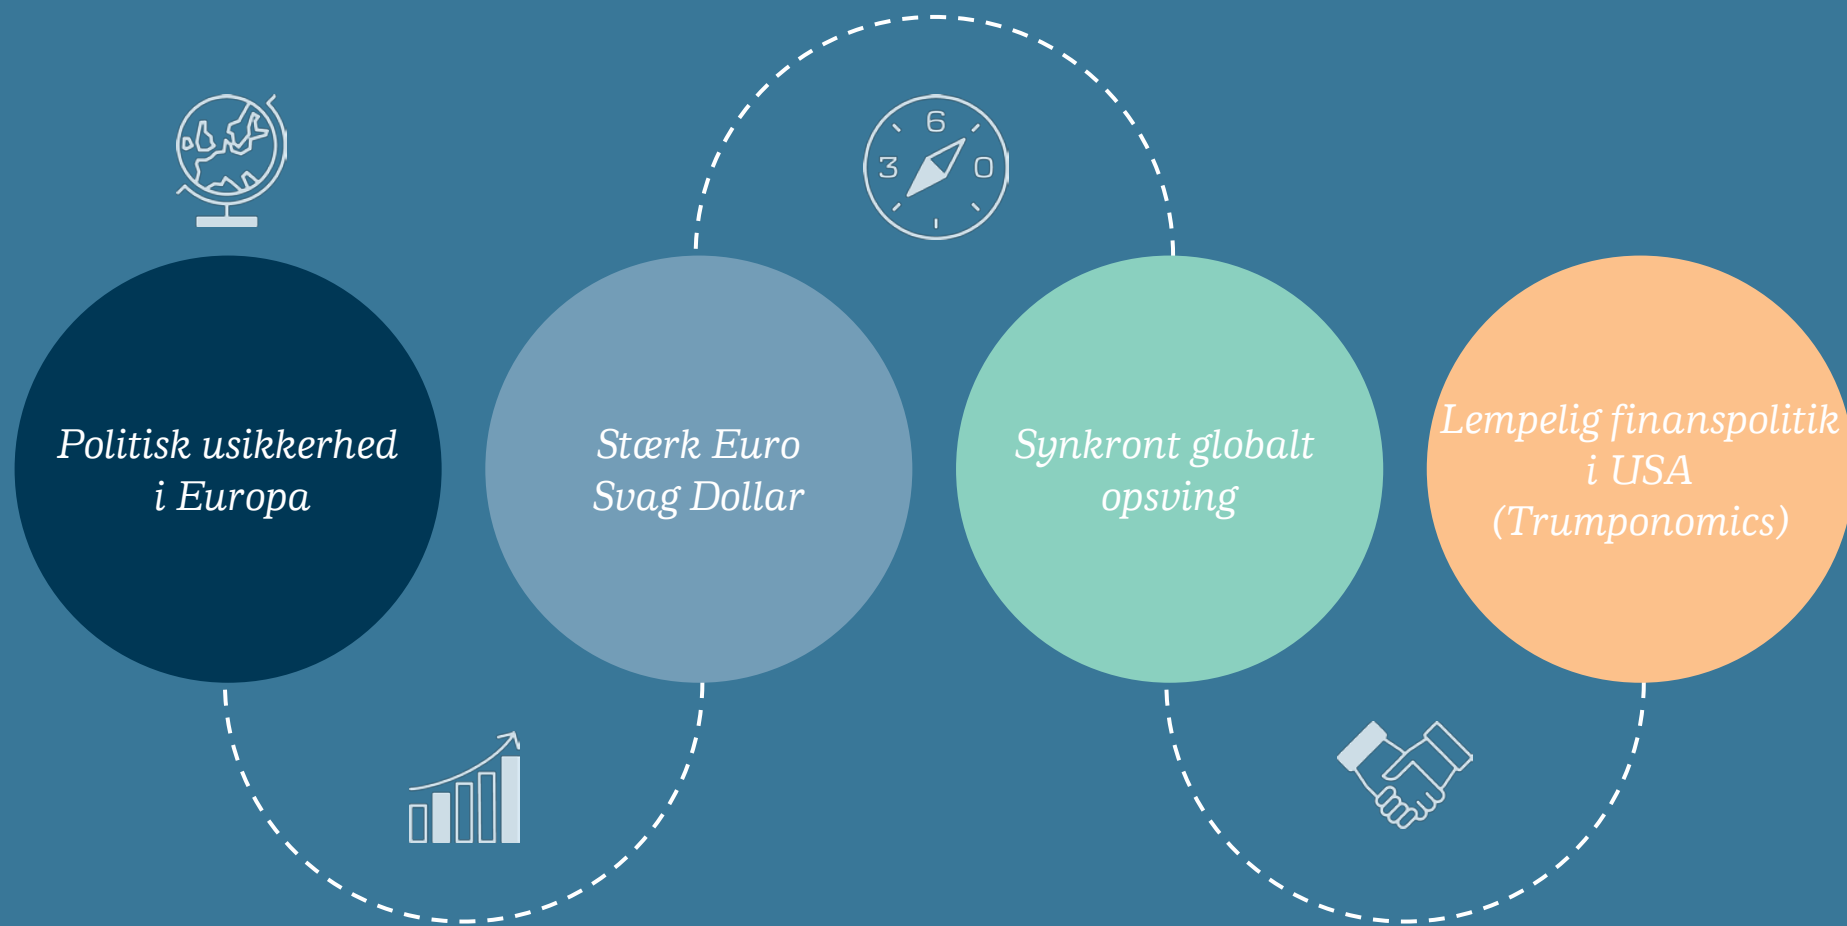 6
3 0
Politisk usikkerhed
i Europa
Stærk Euro
Svag Dollar
Synkront globalt
opsving
Lempelig finanspolitik
i USA
(Trumponomics)